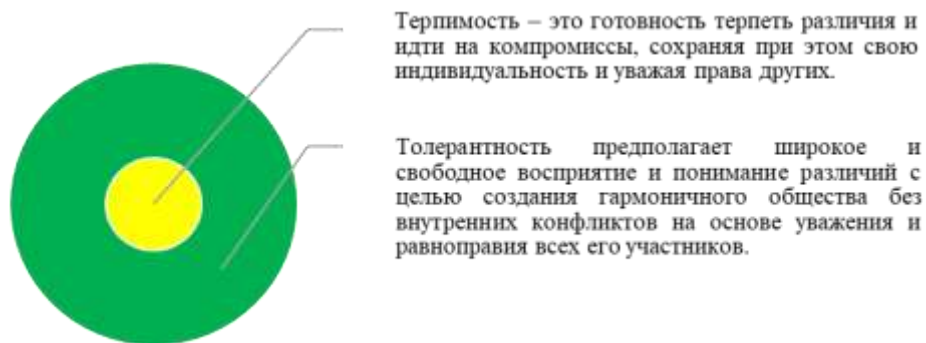 Терпимость – это готовность терпеть различия и
идти на компромиссы, сохраняя при этом свою
индивидуальность и уважая права других.
Толерантность предполагает широкое и
свободное восприятие и понимание различий с
целью создания гармоничного общества без
внутренних конфликтов на основе уважения и
равноправия всех его участников.